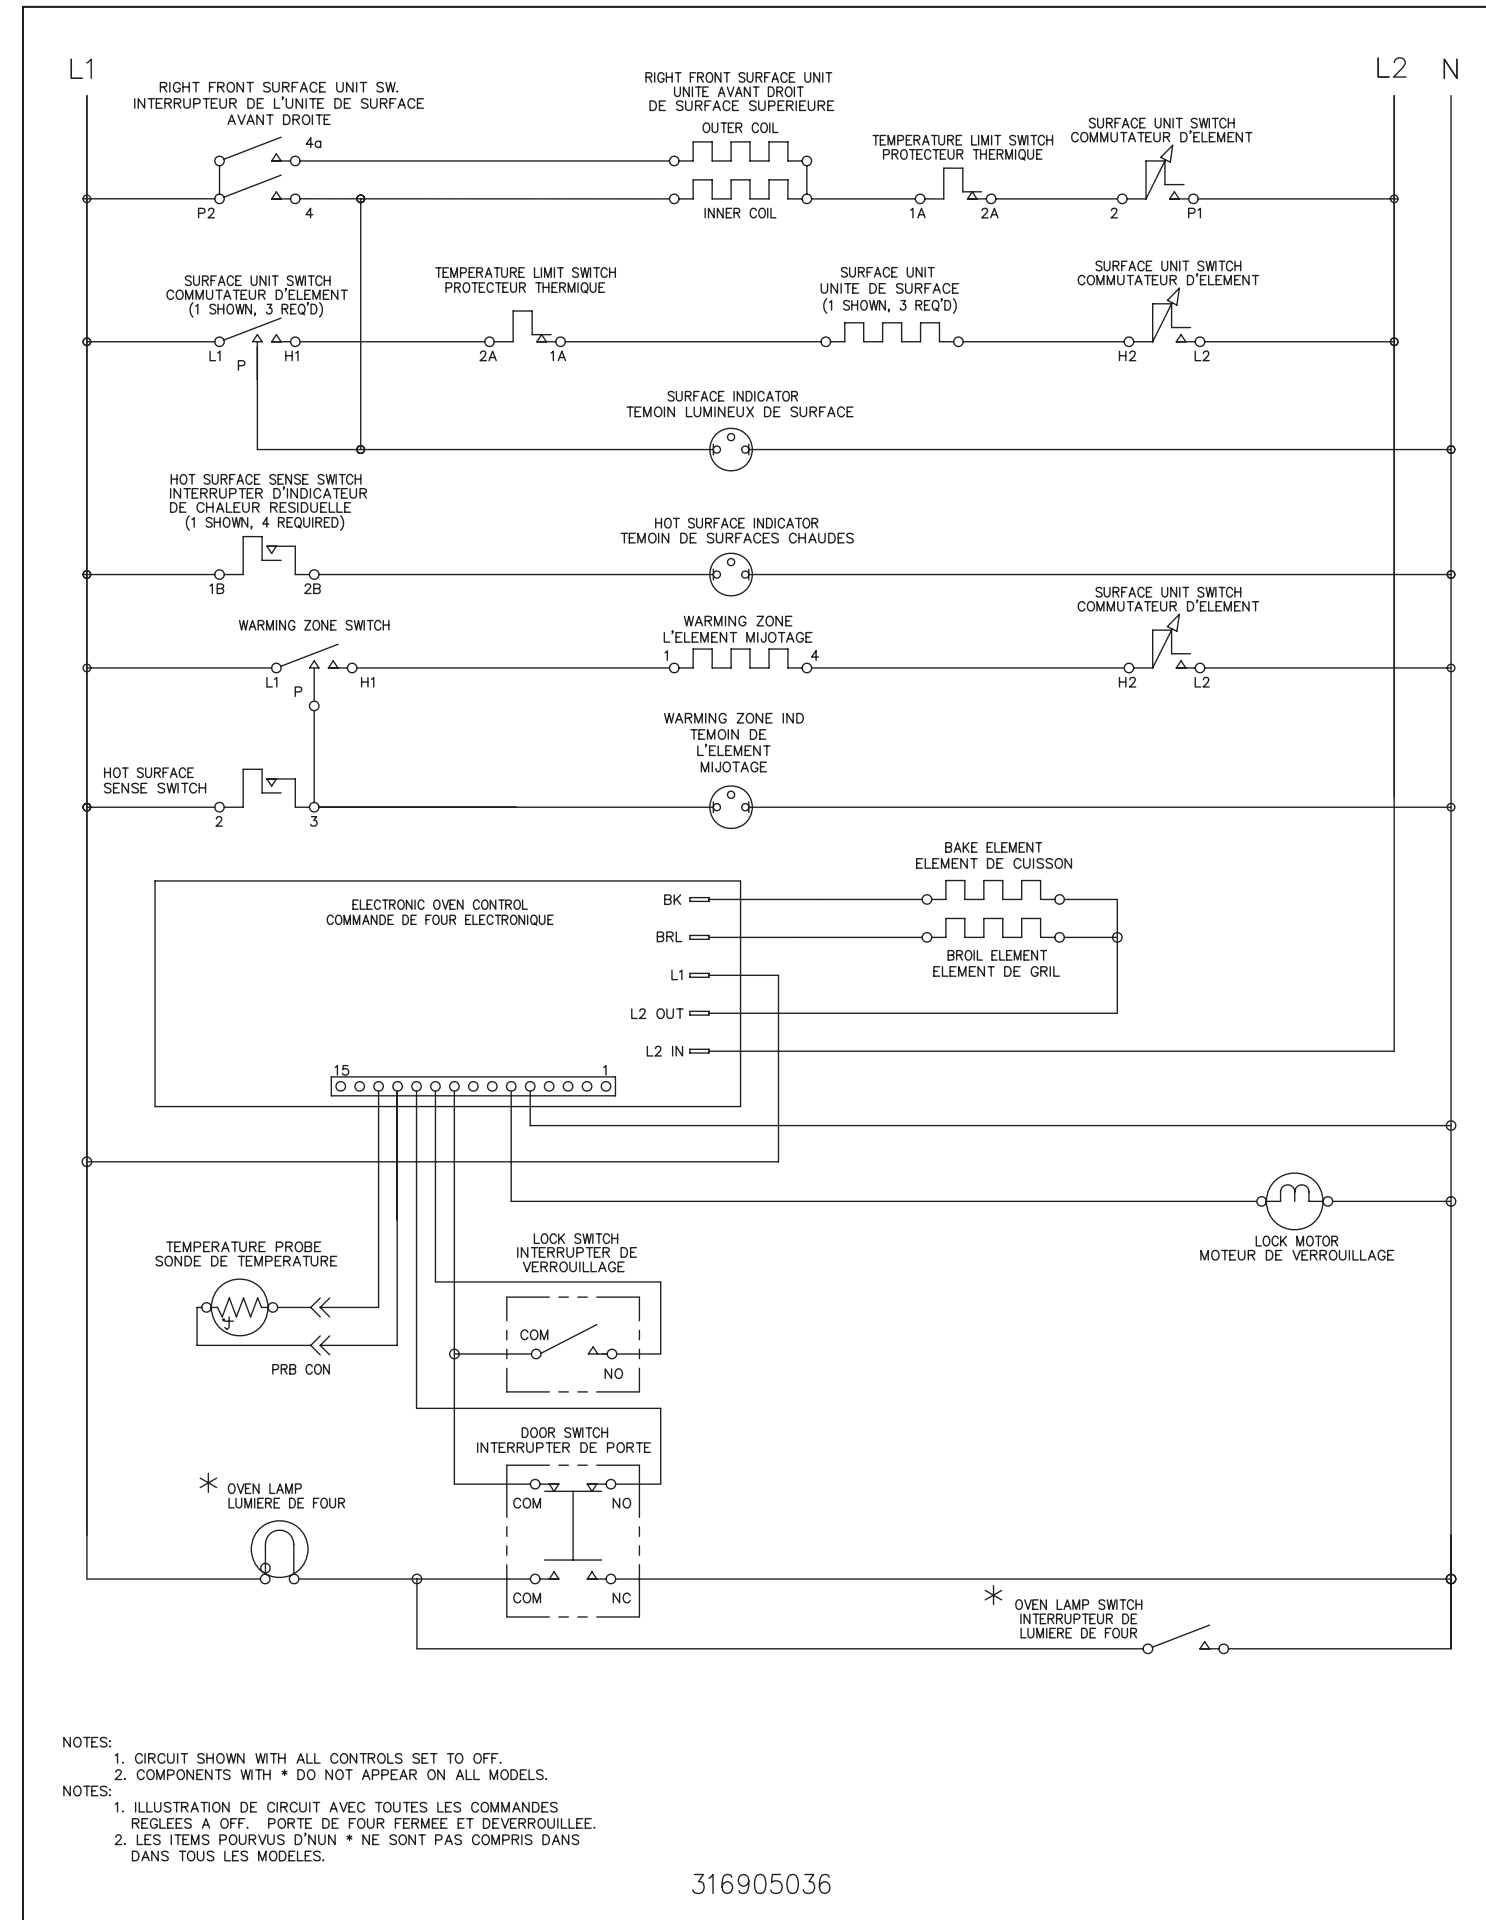 L1
L2 N
RIGHT FRONT SURFACE UNIT SW.
INTERRUPTEUR DE L'UNITE DE SURFACE
AVANT DROITE
4a
P2
4
RIGHT FRONT SURFACE UNIT
UNITE AVANT DROIT
DE SURFACE SUPERIEURE
OUTER COIL
INNER COIL
TEMPERATURE LIMIT SWITCH
PROTECTEUR THERMIQUE
1A
2A
SURFACE UNIT SWITCH
COMMUTATEUR D'ELEMENT
2
P1
SURFACE UNIT SWITCH
COMMUTATEUR D'ELEMENT
(1 SHOWN, 3 REQ'D)
L1
P
H1
TEMPERATURE LIMIT SWITCH
PROTECTEUR THERMIQUE
2A
1A
SURFACE UNIT
UNITE DE SURFACE
(1 SHOWN, 3 REQ'D)
SURFACE UNIT SWITCH
COMMUTATEUR D'ELEMENT
H2
L2
SURFACE INDICATOR
TEMOIN LUMINEUX DE SURFACE
HOT SURFACE SENSE SWITCH
INTERRUPTER D'INDICATEUR
DE CHALEUR RESIDUELLE
(1 SHOWN, 4 REQUIRED)
1B
2B
HOT SURFACE INDICATOR
TEMOIN DE SURFACES CHAUDES
WARMING ZONE SWITCH
L1
P
H1
WARMING ZONE
L'ELEMENT MIJOTAGE
1
4
SURFACE UNIT SWITCH
COMMUTATEUR D'ELEMENT
H2
L2
HOT SURFACE
SENSE SWITCH
2
3
WARMING ZONE IND
TEMOIN DE
L'ELEMENT
MIJOTAGE
ELECTRONIC OVEN CONTROL
COMMANDE DE FOUR ELECTRONIQUE
BK
BRL
L1
L2 OUT
L2 IN
15
1
BAKE ELEMENT
ELEMENT DE CUISSON
BROIL ELEMENT
ELEMENT DE GRIL
LOCK MOTOR
MOTEUR DE VERROUILLAGE
TEMPERATURE PROBE
SONDE DE TEMPERATURE
t
PRB CON
LOCK SWITCH
INTERRUPTER DE
VERROUILLAGE
COM
NO
DOOR SWITCH
INTERRUPTER DE PORTE
COM
NO
COM
NC
* OVEN LAMP
LUMIERE DE FOUR
* OVEN LAMP SWITCH
INTERRUPTEUR DE
LUMIERE DE FOUR
NOTES:
1. CIRCUIT SHOWN WITH ALL CONTROLS SET TO OFF.
2. COMPONENTS WITH * DO NOT APPEAR ON ALL MODELS.
NOTES:
1. ILLUSTRATION DE CIRCUIT AVEC TOUTES LES COMMANDES
REGLEES A OFF. PORTE DE FOUR FERMEE ET DEVERROUILLEE.
2. LES ITEMS POURVUS D'NUN * NE SONT PAS COMPRIS DANS
DANS TOUS LES MODELES.
316905036